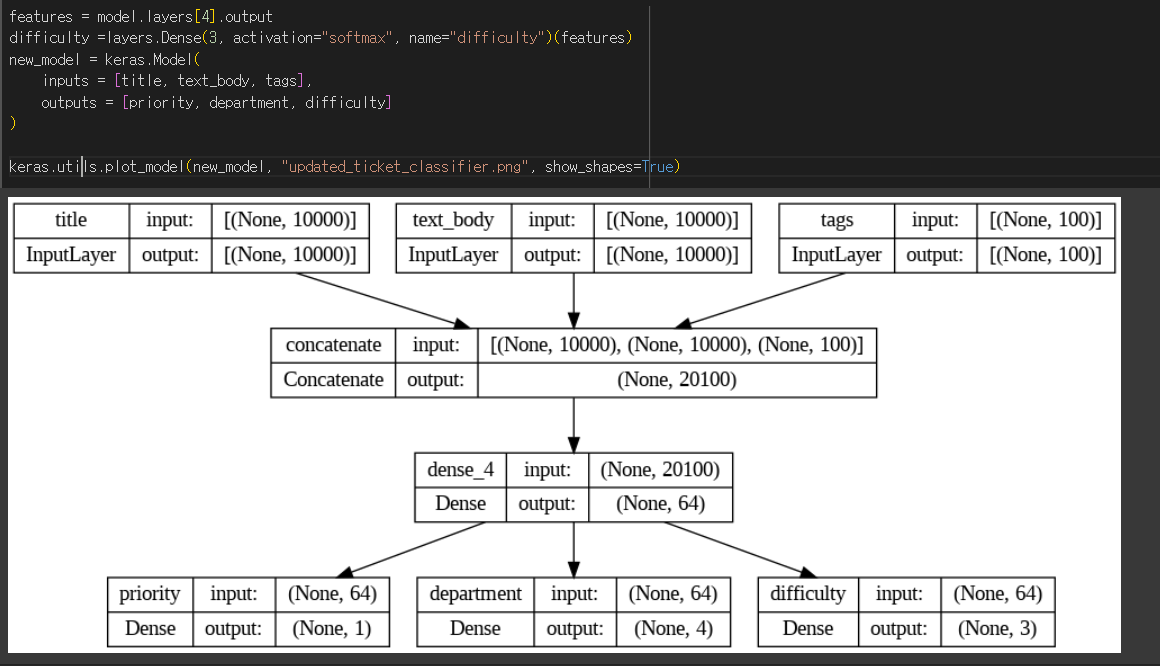 features = model.layers[4].output
difficulty =layers.Dense(3, activation="softmax", name="difficulty")(features)
new_model = keras.Model(
    inputs = [title, text_body, tags],
    outputs = [priority, department, difficulty]
)
keras.utils.plot_model(new_model, "updated_ticket_classifier.png", show_shapes=True)
title input: [(None, 10000)] text_body input: [(None, 10000)] tags input: [(None, 100)]
InputLayer output: [(None, 10000)] InputLayer output: [(None, 10000)] InputLayer output: [(None, 100)]
concatenate input: [(None, 10000), (None, 10000), (None, 100)]
Concatenate output: (None, 20100)
dense_4 input: (None, 20100)
Dense output: (None, 64)
priority input: (None, 64) department input: (None, 64) difficulty input: (None, 64)
Dense output: (None, 1) Dense output: (None, 4) Dense output: (None, 3)